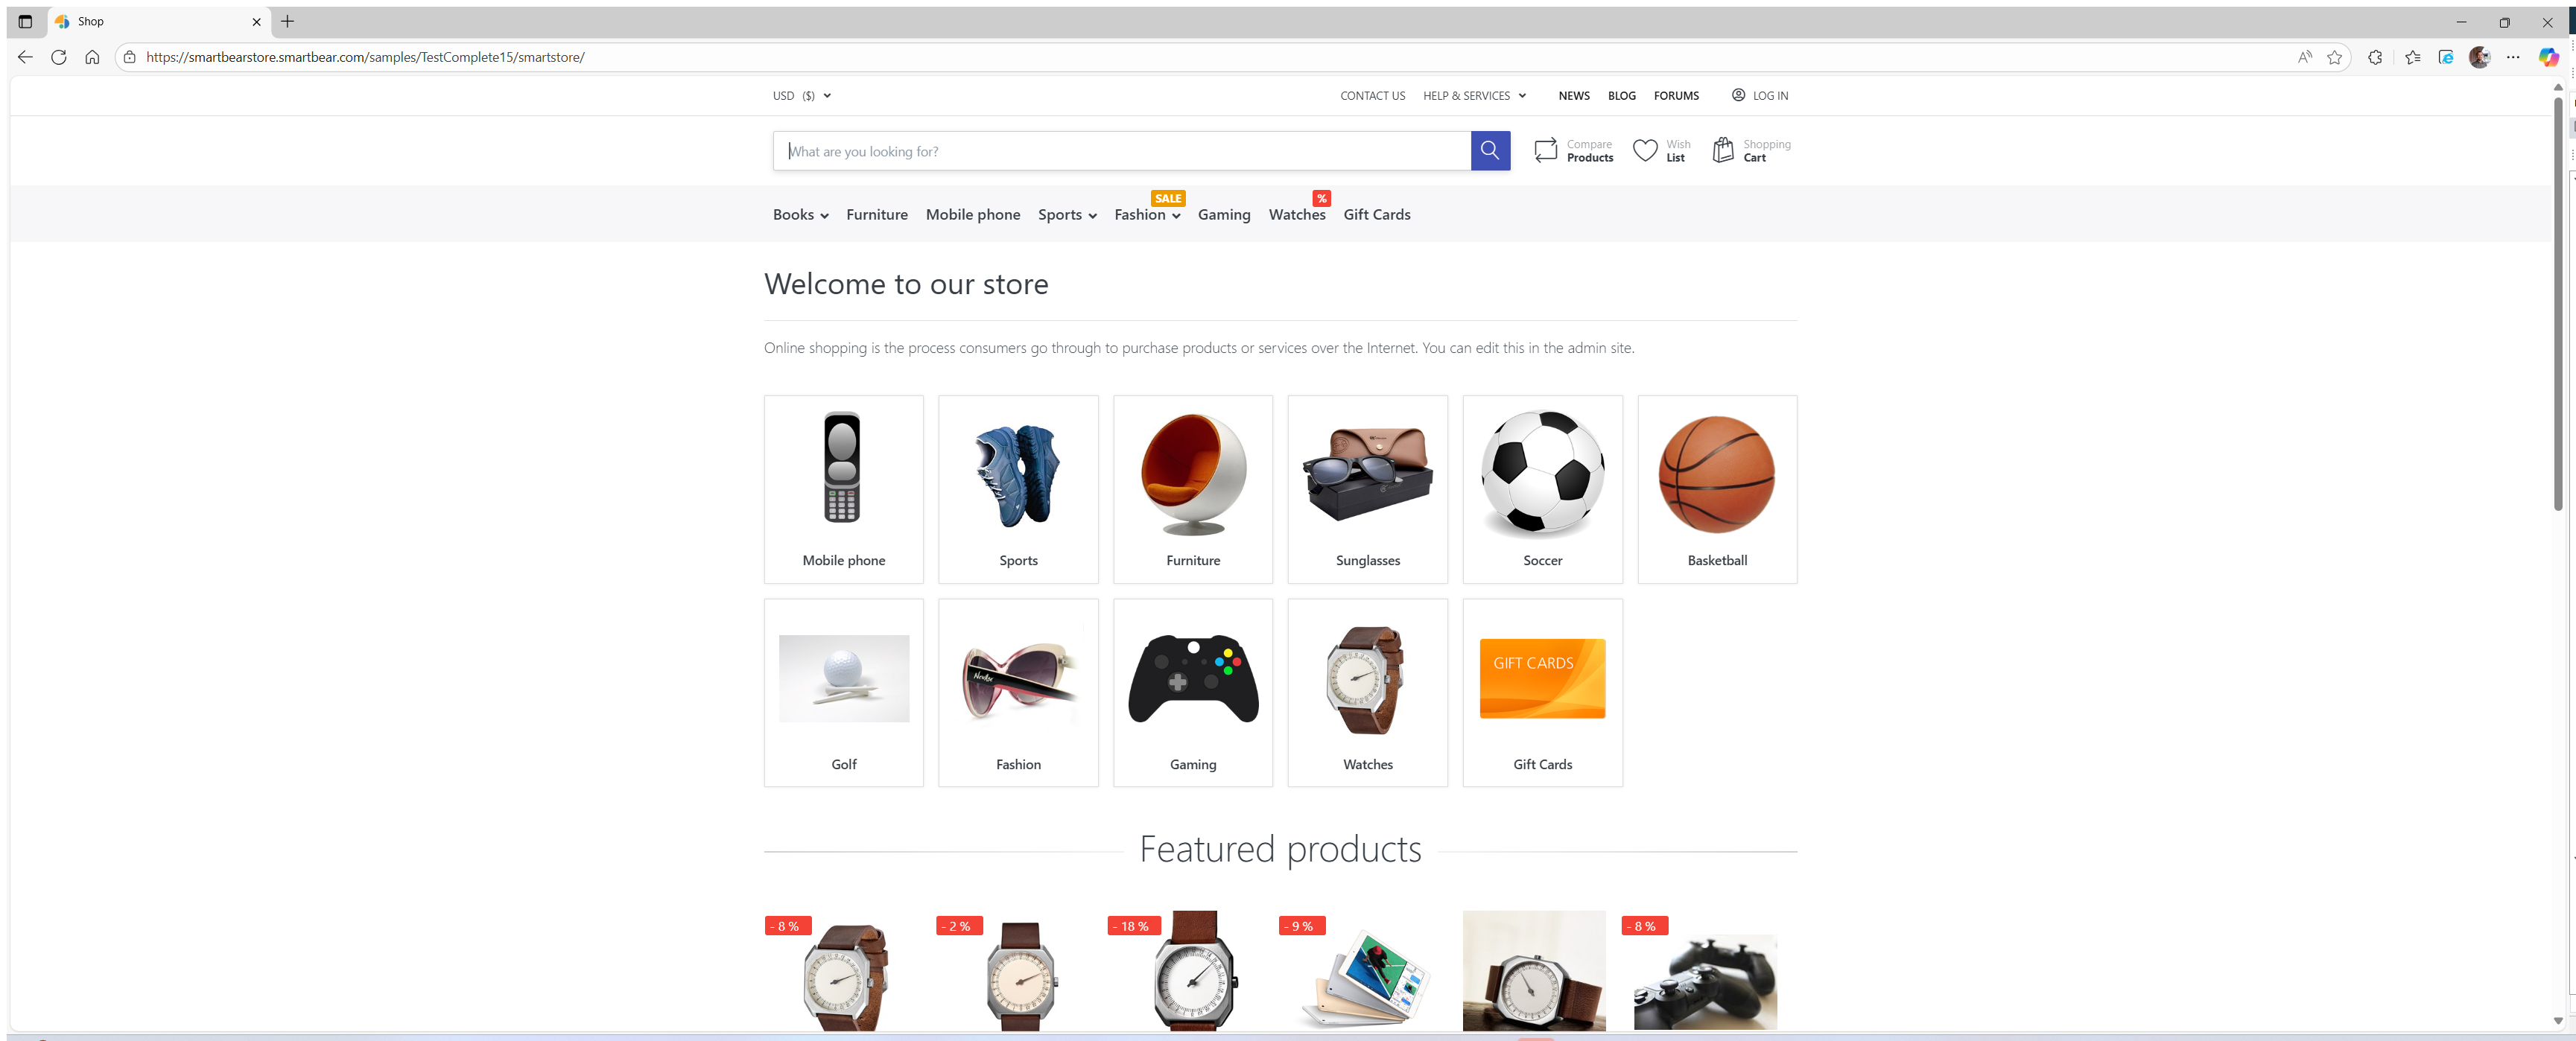 Shop
https://smartbearstore.smartbear.com/samples/TestComplete15/smartstore/
USD ($)
CONTACT US HELP & SERVICES NEWS BLOG FORUMS LOG IN
What are you looking for?
Compare Products
Wish List
Shopping Cart
SALE
%
Books Furniture Mobile phone Sports Fashion Gaming Watches Gift Cards
Welcome to our store
Online shopping is the process consumers go through to purchase products or services over the Internet. You can edit this in the admin site.
Mobile phone Sports Furniture Sunglasses Soccer Basketball
GIFT CARDS
Golf Fashion Gaming Watches Gift Cards
Featured products
- 8 % - 2 % - 18 % - 9 % - 8 %